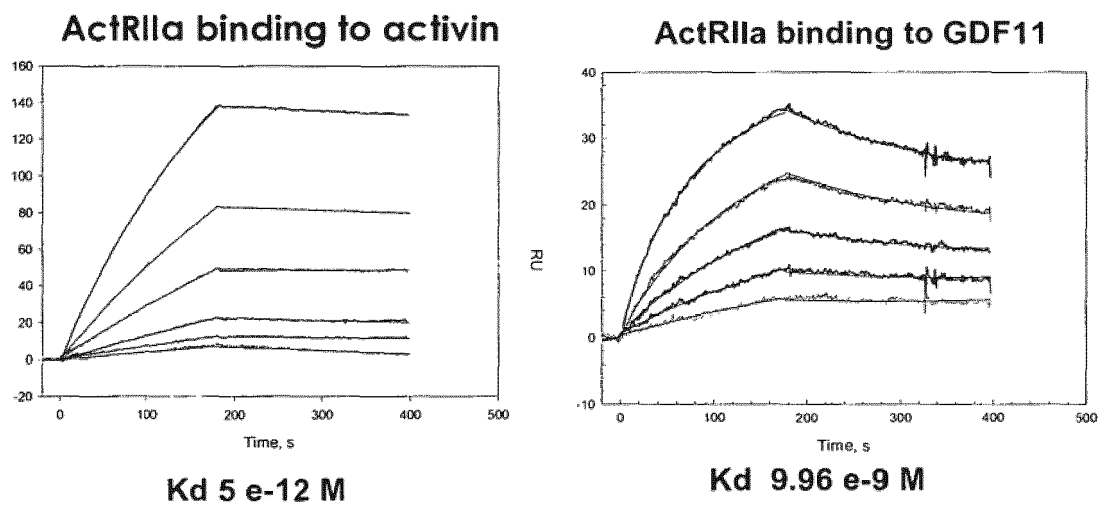 ActRIIa binding to activin
160
140
120
100
80
60
40
20
0
-20
0 100 200 300 400 500
Time, s
Kd 5 e-12 M
ActRIIa binding to GDF11
RU
40
30
20
10
0
-10
0 100 200 300 400 500
Time, s
Kd 9.96 e-9 M